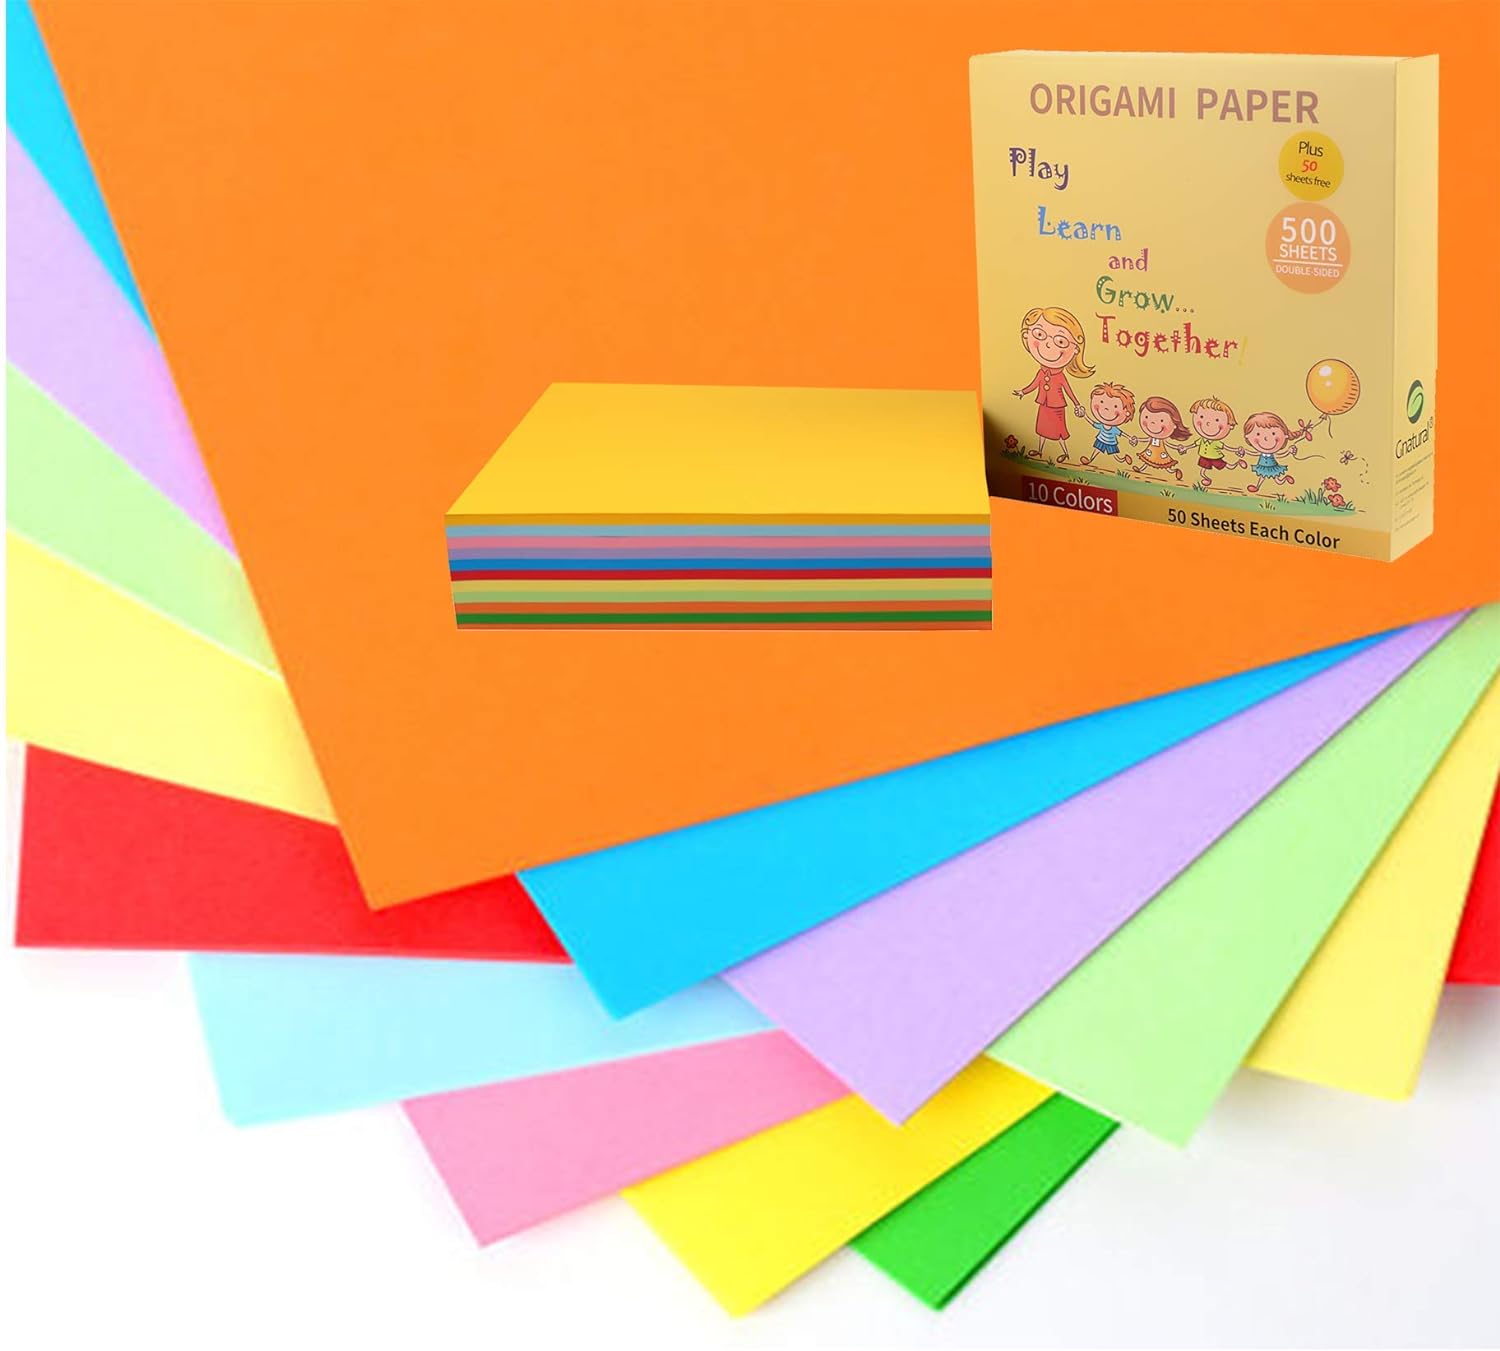 ORIGAMI PAPER
Plus
50
sheets free
Play
Learn
and
Grow...
Together!
500
SHEETS
DOUBLE-SIDED
10 Colors
50 Sheets Each Color
Gnatural®